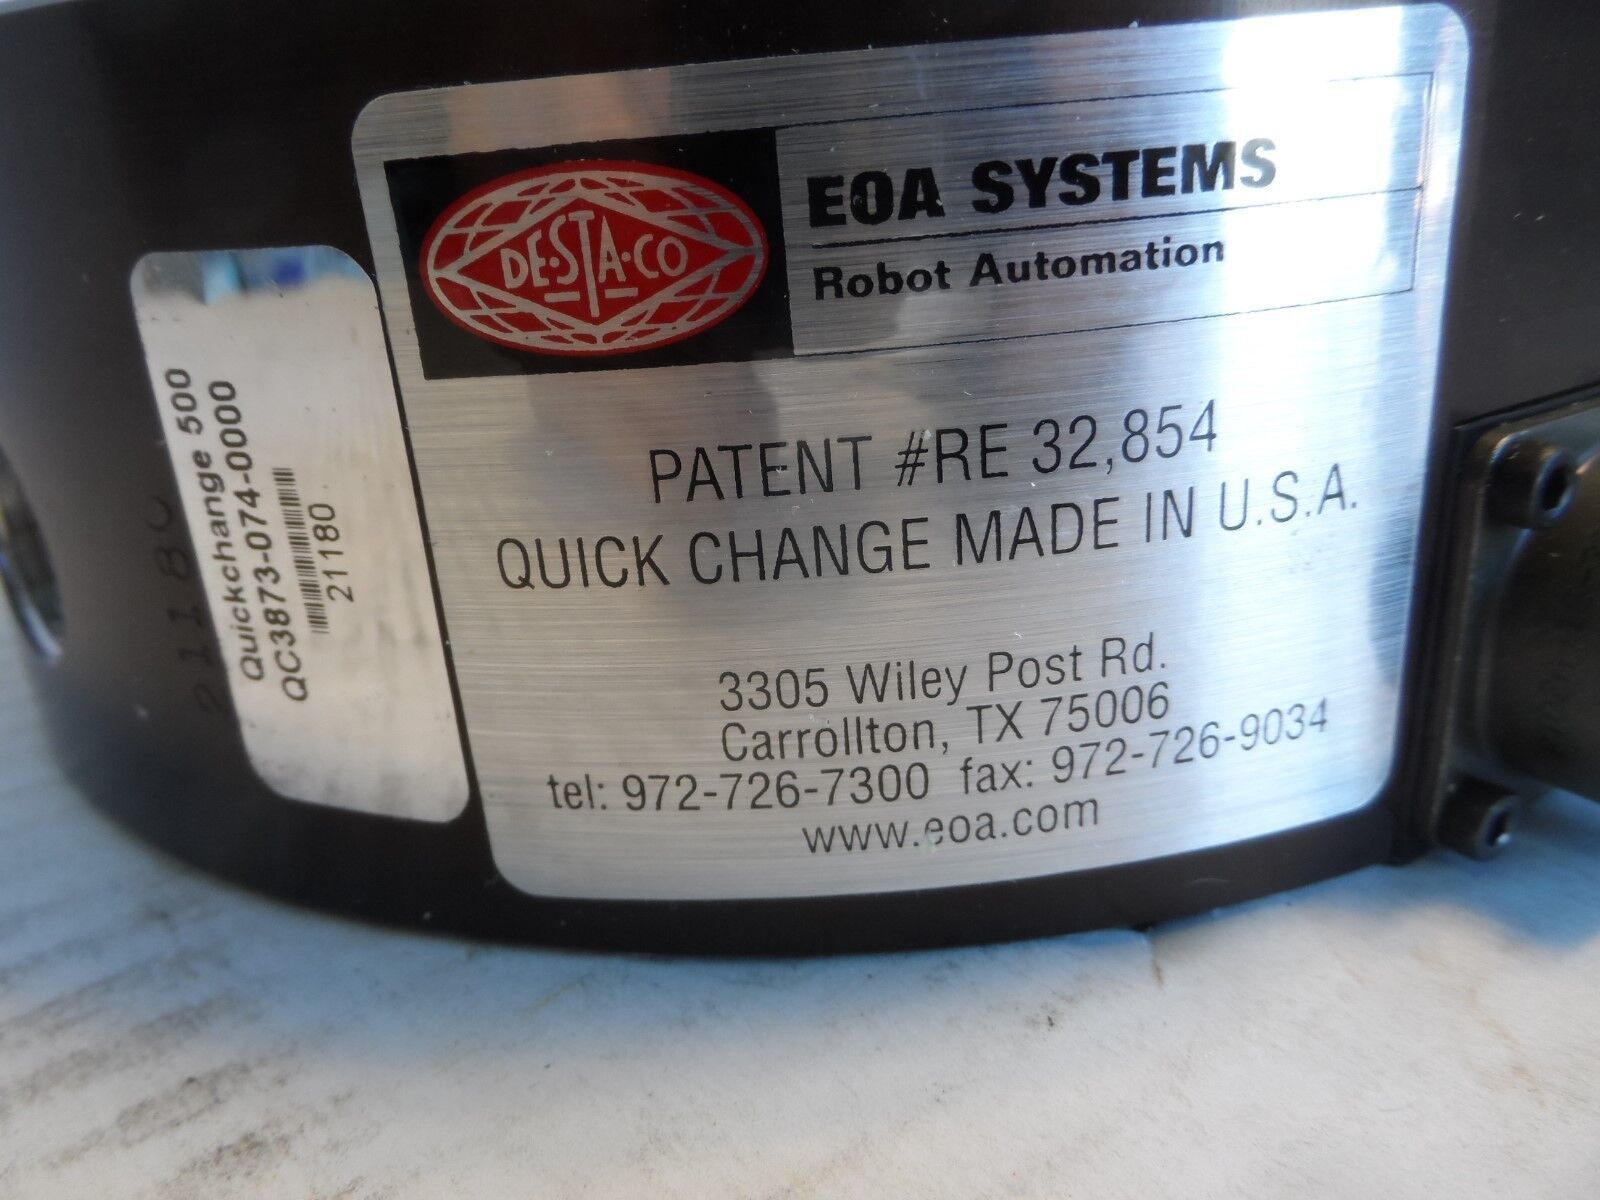 DE·STA·CO
EOA SYSTEMS
Robot Automation
PATENT #RE 32,854
QUICK CHANGE MADE IN U.S.A.
3305 Wiley Post Rd.
Carrollton, TX 75006
tel: 972-726-7300 fax: 972-726-9034
www.eoa.com
Quickchange 500
QC3873-074-0000
21180